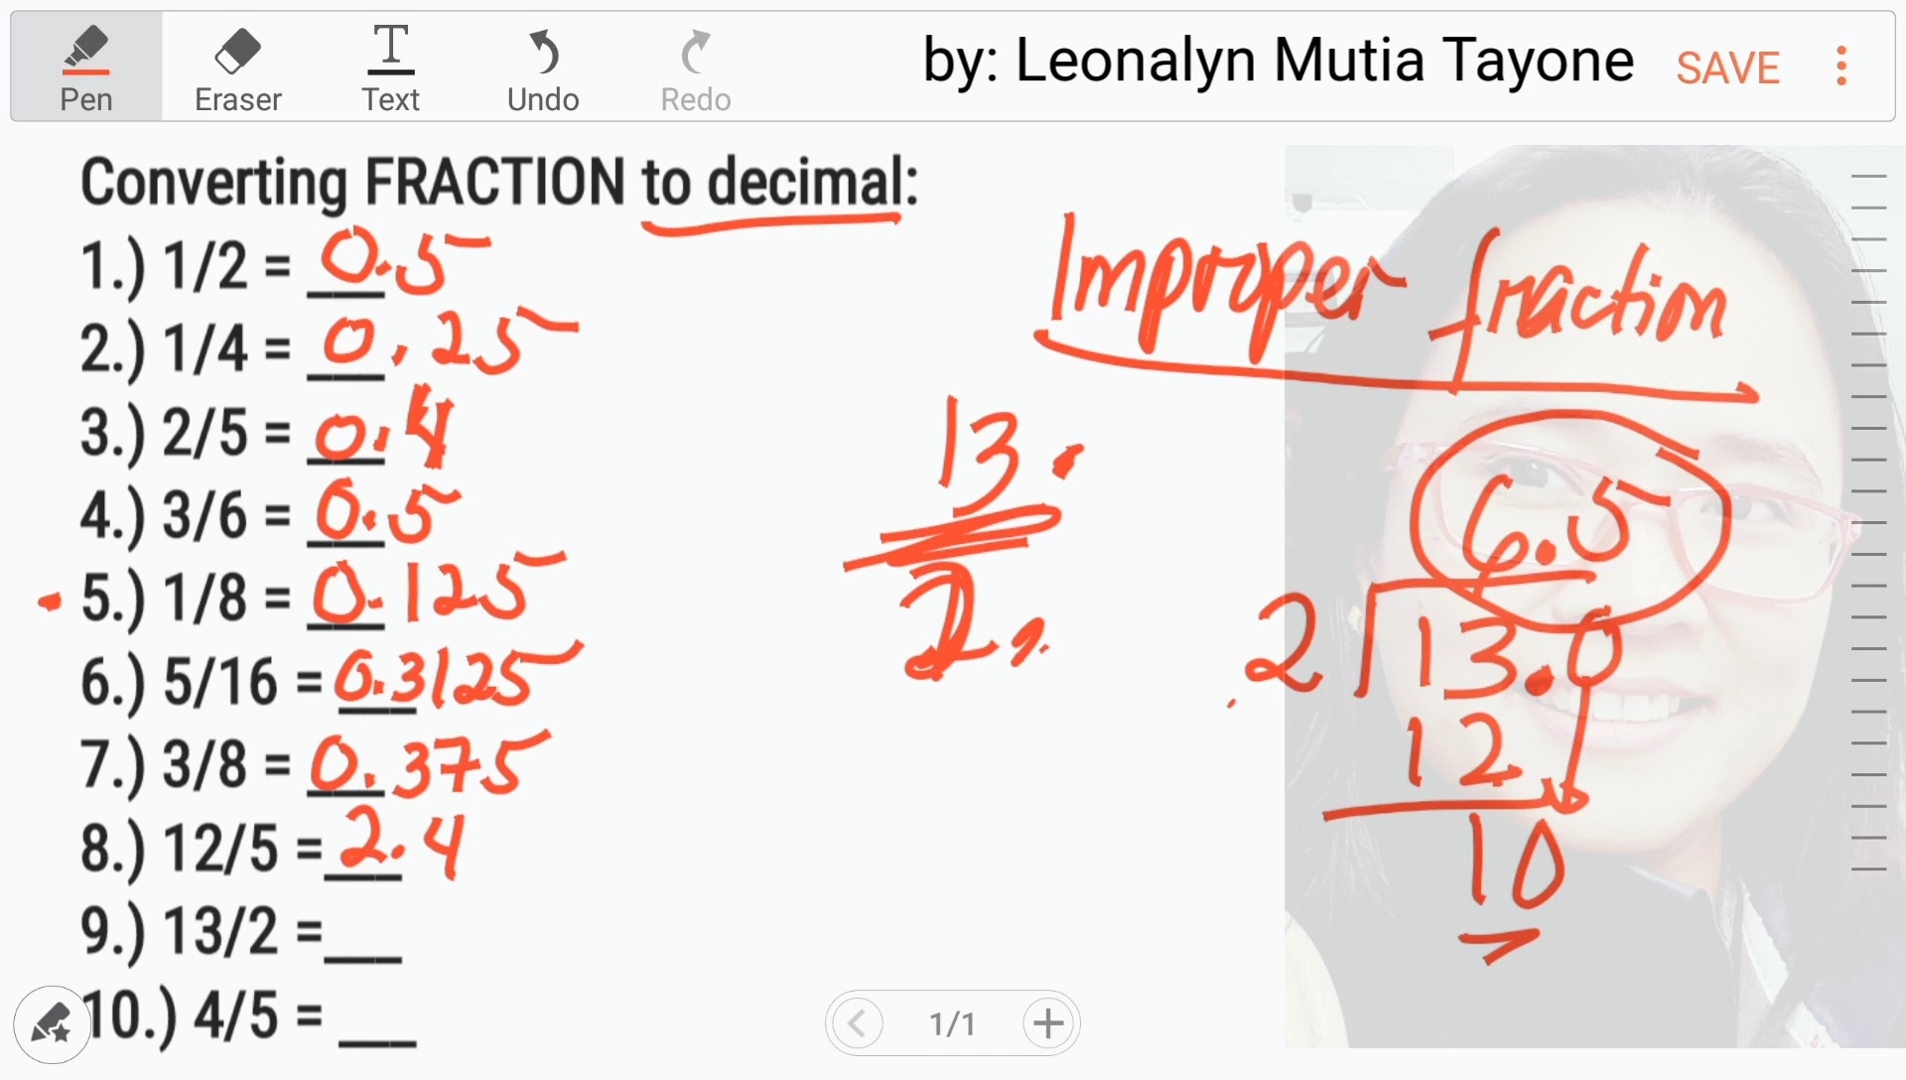 Pen Eraser Text Undo Redo by: Leonalyn Mutia Tayone SAVE
Converting FRACTION to decimal:
1.) 1/2 = 0.5
2.) 1/4 = 0.25
3.) 2/5 = 0.4
4.) 3/6 = 0.5
5.) 1/8 = 0.125
6.) 5/16 = 0.3125
7.) 3/8 = 0.375
8.) 12/5 = 2.4
9.) 13/2 =___
10.) 4/5 = ___
Improper fraction
13.
2
6.5
2 13.0
12
10
1/1